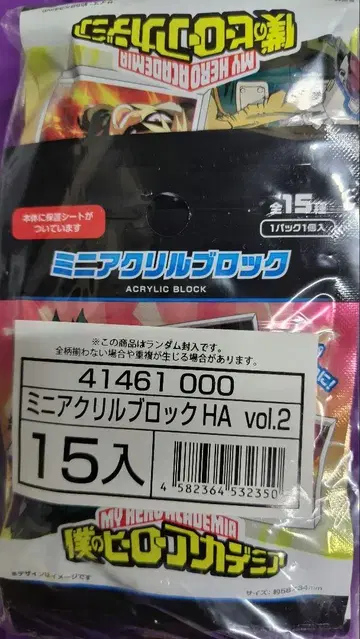 僕のヒーローアカデミア
MY HERO ACADEMIA
本体に保護シートが
ついています
全15種
1パック1個入
ミニアクリルブロック
ACRYLIC BLOCK
※この商品はランダム封入です。
全柄揃わない場合や重複が生じる場合があります。
41461 000
ミニアクリルブロックHA vol.2
15入
4 582364 532350
MY HERO ACADEMIA
僕のヒーローアカデミア
※デザインはイメージです
サイズ:約58×34mm